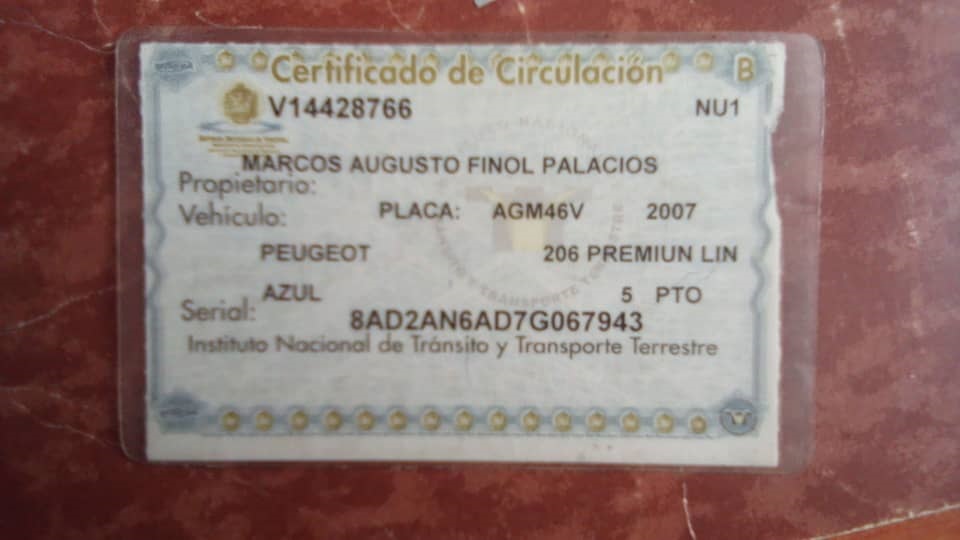 Certificado de Circulación B
V14428766 NU1
MARCOS AUGUSTO FINOL PALACIOS
Propietario:
Vehículo: PLACA: AGM46V 2007
PEUGEOT 206 PREMIUN LIN
AZUL 5 PTO
Serial: 8AD2AN6AD7G067943
Instituto Nacional de Tránsito y Transporte Terrestre